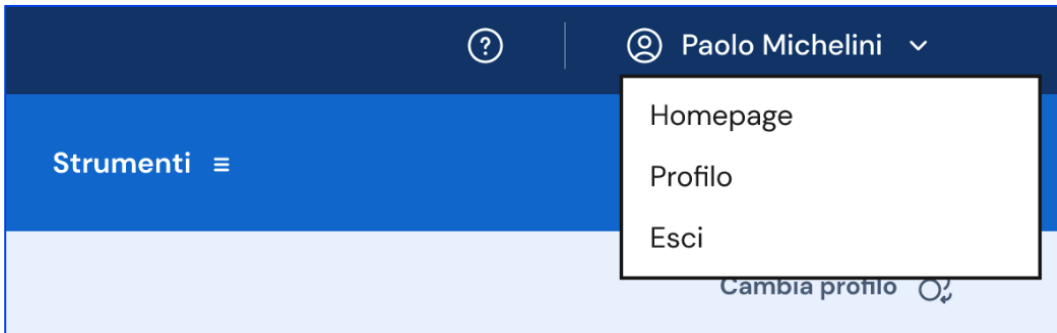 Paolo Michelini
Homepage
Strumenti
Profilo
Esci
Cambia profilo